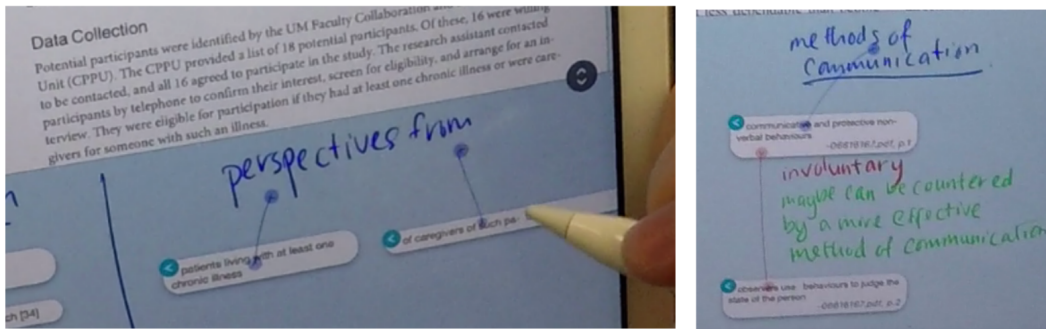 Data Collection
Potential participants were identified by the UM Faculty Collaboration
Unit (CPPU). The CPPU provided a list of 18 potential participants. Of these, 16 were willing
to be contacted, and all 16 agreed to participate in the study. The research assistant contacted
participants by telephone to confirm their interest, screen for eligibility, and arrange for an in-
terview. They were eligible for participation if they had at least one chronic illness or were care-
givers for someone with such an illness.
perspectives from
patients living with at least one
chronic illness
of caregivers of such pa-
ch [34]
methods of
communication
communicative and protective non-
verbal behaviours
involuntary
maybe can be countered
by a more effective
method of communication
observers use behaviours to judge the
state of the person